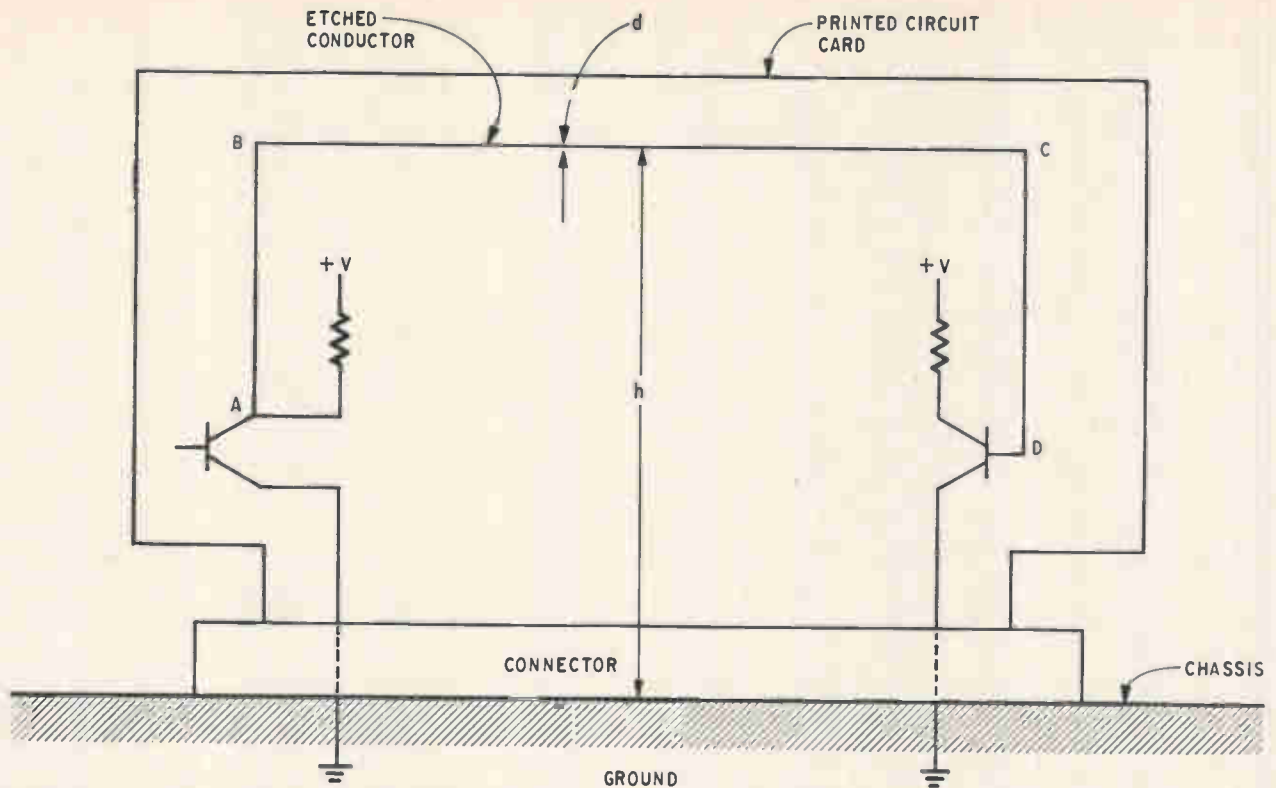 ETCHED
CONDUCTOR
d
PRINTED CIRCUIT
CARD
B
C
+ V
+ V
h
A
D
CONNECTOR
CHASSIS
GROUND